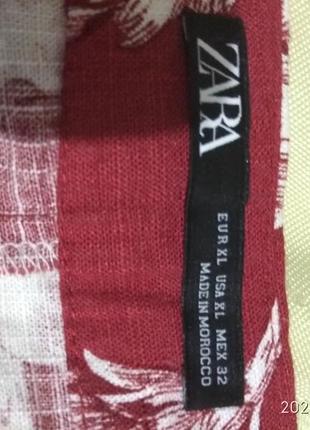 ZARA
EUR XL USA XL MEX 32
MADE IN MOROCCO
202